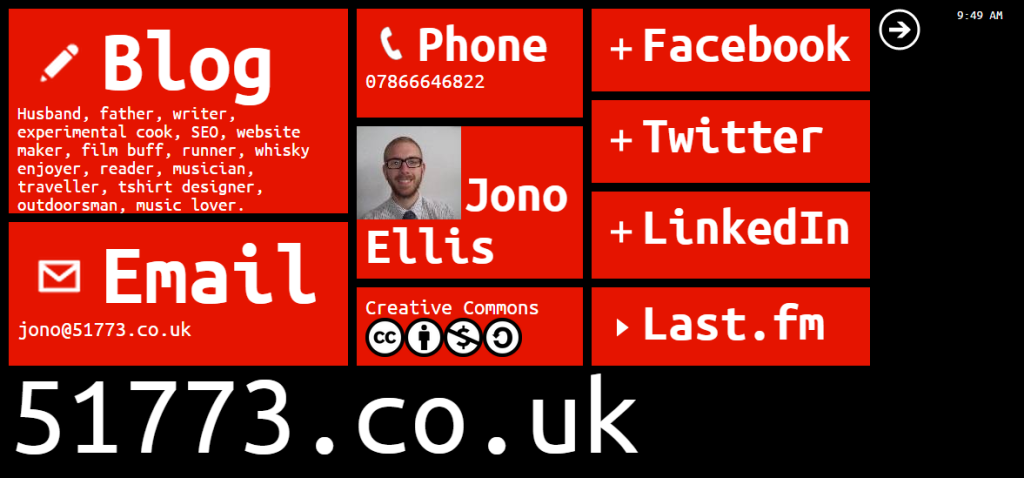 Blog
Husband, father, writer,
experimental cook, SEO, website
maker, film buff, runner, whisky
enjoyer, reader, musician,
traveller, tshirt designer,
outdoorsman, music lover.
Email
jono@51773.co.uk
Phone
07866646822
Jono
Ellis
Creative Commons
cc
+ Facebook
+ Twitter
+ LinkedIn
Last.fm
9:49 AM
51773.co.uk